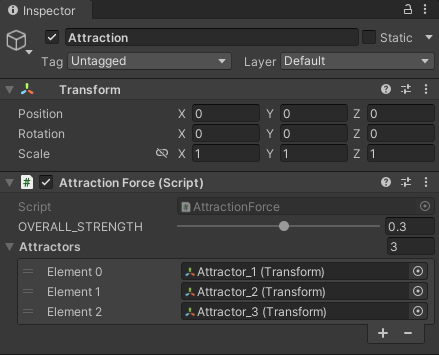 Inspector
Attraction Static
Tag Untagged Layer Default
Transform
Position X 0 Y 0 Z 0
Rotation X 0 Y 0 Z 0
Scale X 1 Y 1 Z 1
# Attraction Force (Script)
Script # AttractionForce
OVERALL_STRENGTH 0.3
Attractors 3
Element 0 Attractor_1 (Transform)
Element 1 Attractor_2 (Transform)
Element 2 Attractor_3 (Transform)
+ −